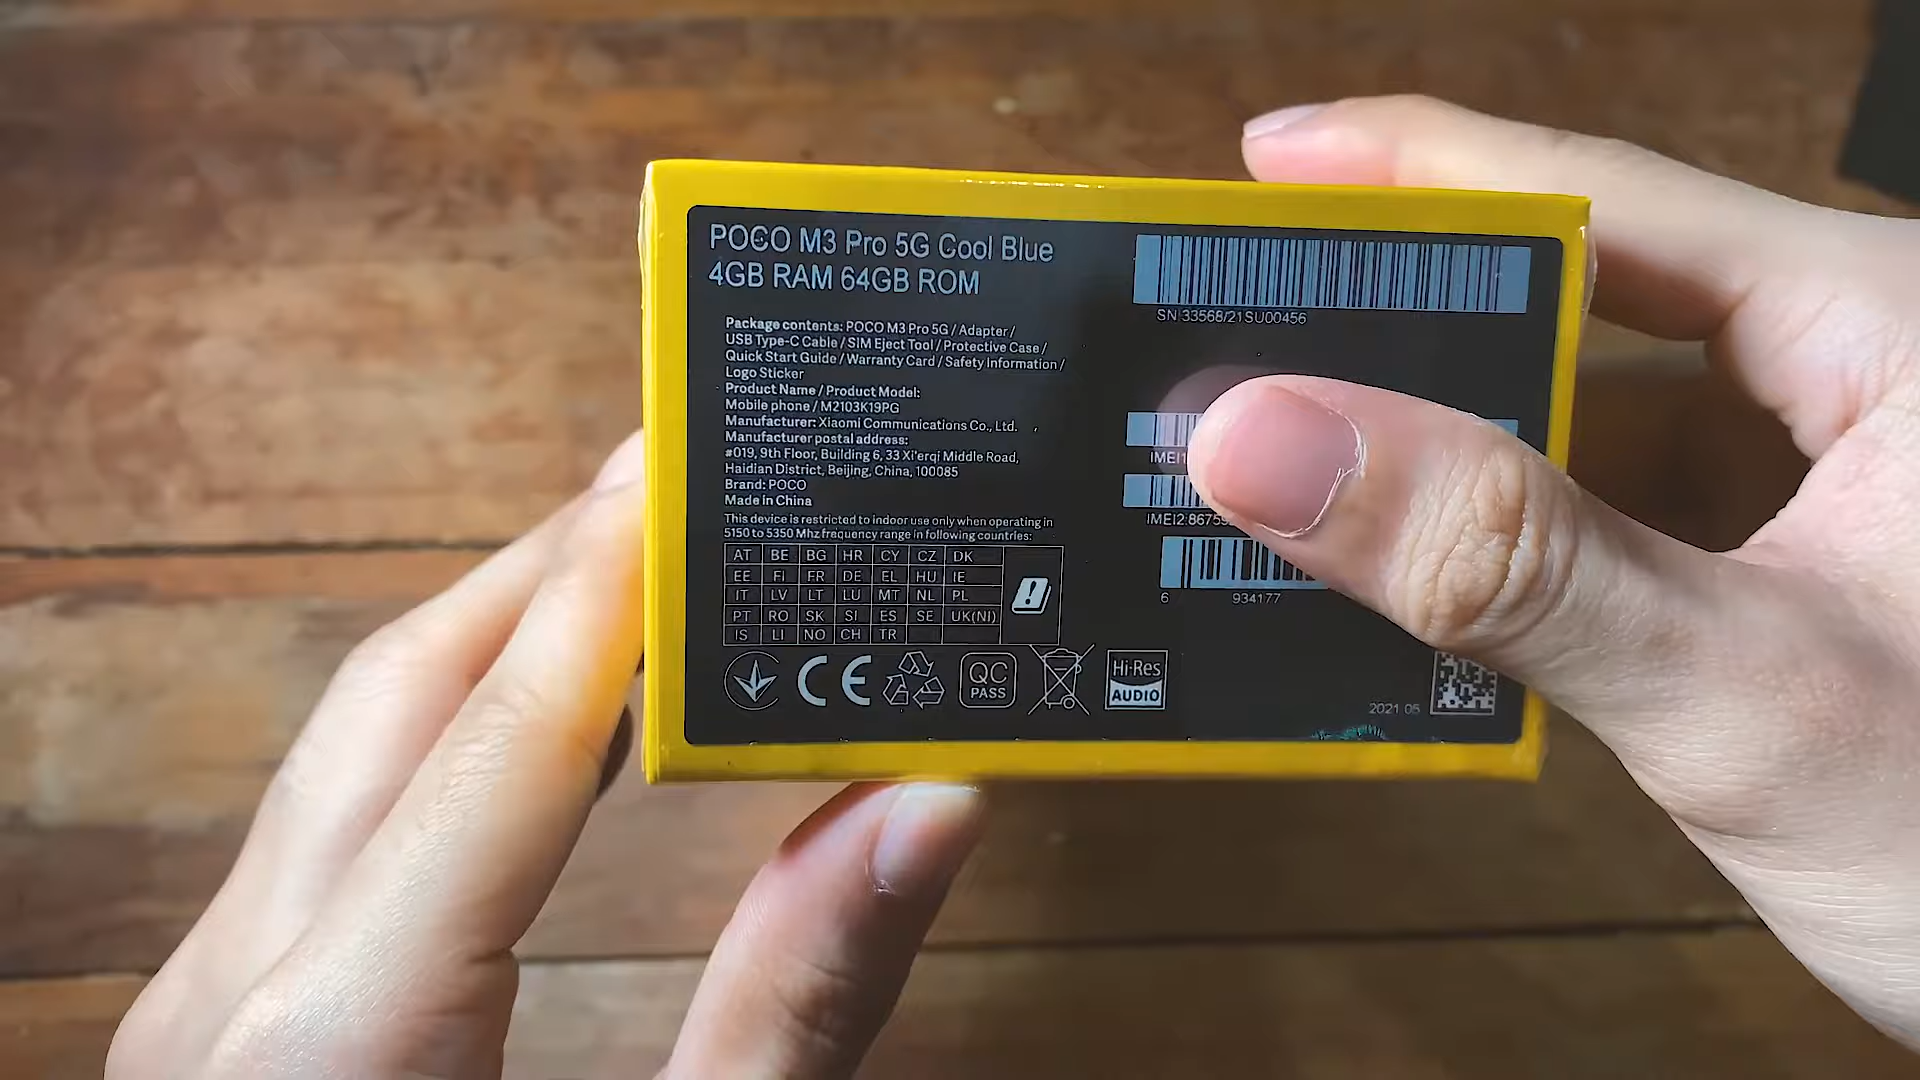 POCO M3 Pro 5G Cool Blue
4GB RAM 64GB ROM
Package contents: POCO M3 Pro 5G / Adapter /
USB Type-C Cable / SIM Eject Tool / Protective Case /
Quick Start Guide / Warranty Card / Safety Information /
Logo Sticker
Product Name / Product Model:
Mobile phone / M2103K19PG
Manufacturer: Xiaomi Communications Co., Ltd.
Manufacturer postal address:
#019, 9th Floor, Building 6, 33 Xi'erqi Middle Road,
Haidian District, Beijing, China, 100085
Brand: POCO
Made in China
This device is restricted to indoor use only when operating in
5150 to 5350 Mhz frequency range in following countries:
AT BE BG HR CY CZ DK
EE FI FR DE EL HU IE
IT LV LT LU MT NL PL
PT RO SK SI ES SE UK(NI)
IS LI NO CH TR
CE
QC
PASS
Hi-Res
AUDIO
SN:33568/21SU00456
IMEI1
IMEI2:8675
6 934177
2021 05